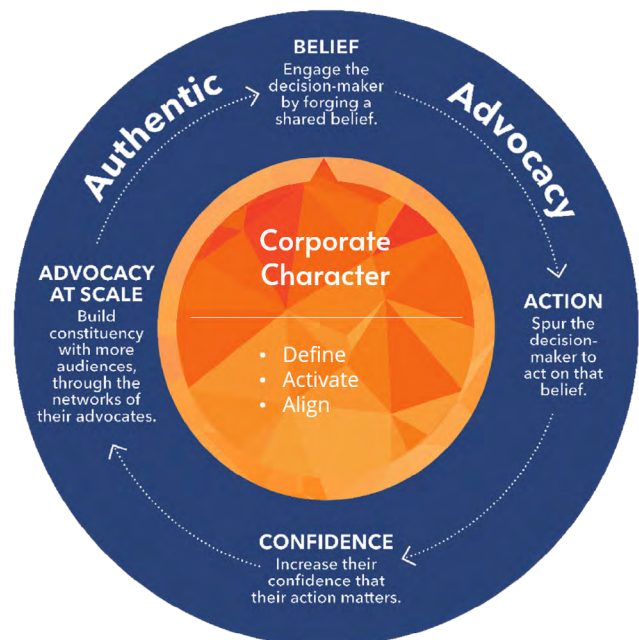 Authentic
Advocacy
BELIEF
Engage the
decision-maker
by forging a
shared belief.
ACTION
Spur the
decision-
maker to
act on that
belief.
CONFIDENCE
Increase their
confidence that
their action matters.
ADVOCACY
AT SCALE
Build
constituency
with more
audiences,
through the
networks of
their advocates.
Corporate
Character
• Define
• Activate
• Align